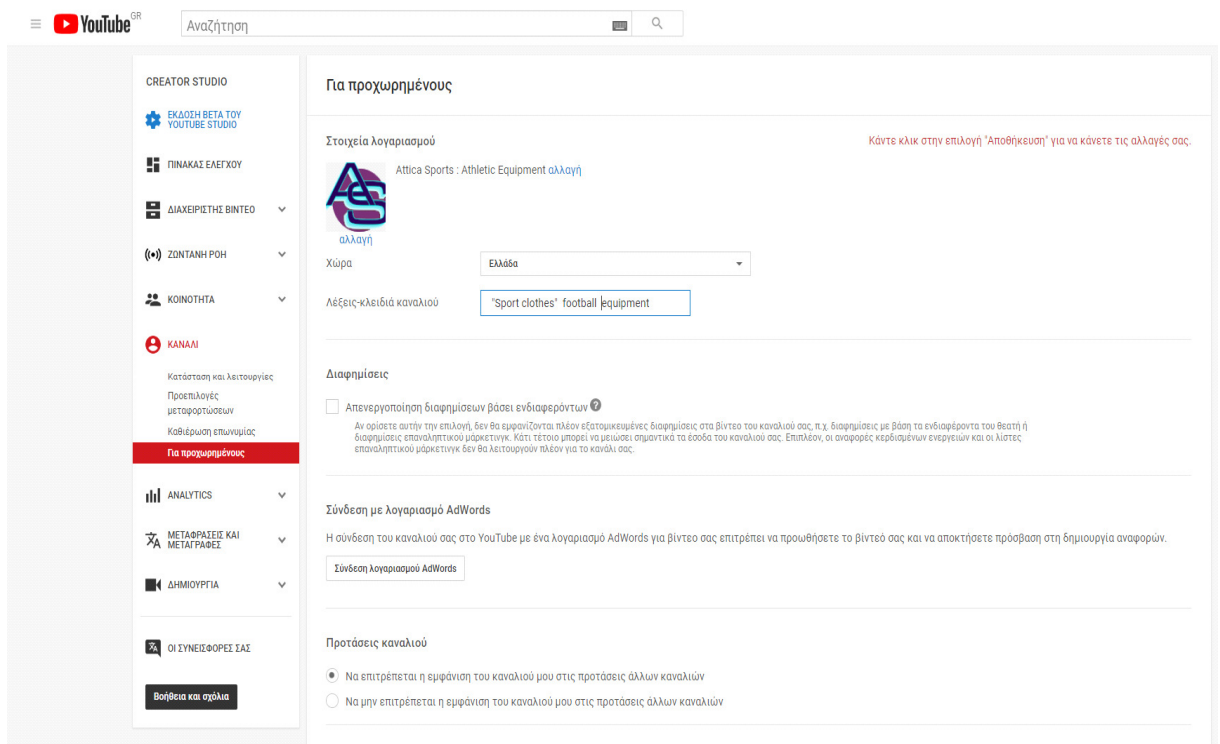 YouTube GR
Αναζήτηση
CREATOR STUDIO
ΕΚΔΟΣΗ BETA ΤΟΥ
YOUTUBE STUDIO
ΠΙΝΑΚΑΣ ΕΛΕΓΧΟΥ
ΔΙΑΧΕΙΡΙΣΤΗΣ ΒΙΝΤΕΟ
ΖΩΝΤΑΝΗ ΡΟΗ
ΚΟΙΝΟΤΗΤΑ
ΚΑΝΑΛΙ
Κατάσταση και λειτουργίες
Προεπιλογές
μεταφορτώσεων
Καθιέρωση επωνυμίας
Για προχωρημένους
ANALYTICS
ΜΕΤΑΦΡΑΣΕΙΣ ΚΑΙ
ΜΕΤΑΓΡΑΦΕΣ
ΔΗΜΙΟΥΡΓΙΑ
ΟΙ ΣΥΝΕΙΣΦΟΡΕΣ ΣΑΣ
Βοήθεια και σχόλια
Για προχωρημένους
Στοιχεία λογαριασμού
Κάντε κλικ στην επιλογή "Αποθήκευση" για να κάνετε τις αλλαγές σας.
AS
Attica Sports : Athletic Equipment αλλαγή
αλλαγή
Χώρα
Ελλάδα
Λέξεις-κλειδιά καναλιού
"Sport clothes" football equipment
Διαφημίσεις
Απενεργοποίηση διαφημίσεων βάσει ενδιαφερόντων ?
Αν ορίσετε αυτήν την επιλογή, δεν θα εμφανίζονται πλέον εξατομικευμένες διαφημίσεις στα βίντεο του καναλιού σας, π.χ. διαφημίσεις με βάση τα ενδιαφέροντα του θεατή ή
διαφημίσεις επαναληπτικού μάρκετινγκ. Κάτι τέτοιο μπορεί να μειώσει σημαντικά τα έσοδα του καναλιού σας. Επιπλέον, οι αναφορές κερδισμένων ενεργειών και οι λίστες
επαναληπτικού μάρκετινγκ δεν θα λειτουργούν πλέον για το κανάλι σας.
Σύνδεση με λογαριασμό AdWords
Η σύνδεση του καναλιού σας στο YouTube με ένα λογαριασμό AdWords για βίντεο σας επιτρέπει να προωθήσετε το βίντεό σας και να αποκτήσετε πρόσβαση στη δημιουργία αναφορών.
Σύνδεση λογαριασμού AdWords
Προτάσεις καναλιού
Να επιτρέπεται η εμφάνιση του καναλιού μου στις προτάσεις άλλων καναλιών
Να μην επιτρέπεται η εμφάνιση του καναλιού μου στις προτάσεις άλλων καναλιών